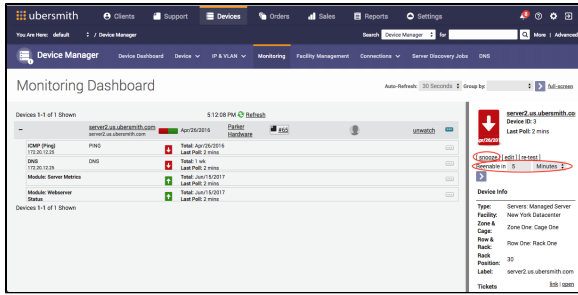 ubersmith
Clients Support Devices Orders Sales Reports Settings
You Are Here: default / Device Manager Search Device Manager for More | Advanced
Device Manager Device Dashboard Device IP & VLAN Monitoring Facility Management Connections Server Discovery Jobs DNS
Monitoring Dashboard Auto-Refresh: 30 Seconds Group by: full-screen
Devices 1-1 of 1 Shown 5:12:08 PM Refresh
server2.us.ubersmith.com
server2.us.ubersmith.com
Apr/26/2016
Parker Hardware
#65
unwatch
ICMP (Ping)
172.20.12.25
PING
Total: Apr/26/2016
Last Poll: 2 mins
DNS
172.20.12.25
DNS
Total: 1 wk
Last Poll: 2 mins
Module: Server Metrics
Total: Jun/15/2017
Last Poll: 2 mins
Module: Webserver
Status
Total: Jun/15/2017
Last Poll: 2 mins
Devices 1-1 of 1 Shown
server2.us.ubersmith.co
Device ID: 3
Last Poll: 2 mins
Apr/26/201
[ snooze ] [ edit ] [ re-test ]
Reenable in 5 Minutes
Device Info
Type: Servers: Managed Server
Facility: New York Datacenter
Zone & Cage: Zone One: Cage One
Row & Rack: Row One: Rack One
Rack Position: 30
Label: server2.us.ubersmith.com
Tickets link | open